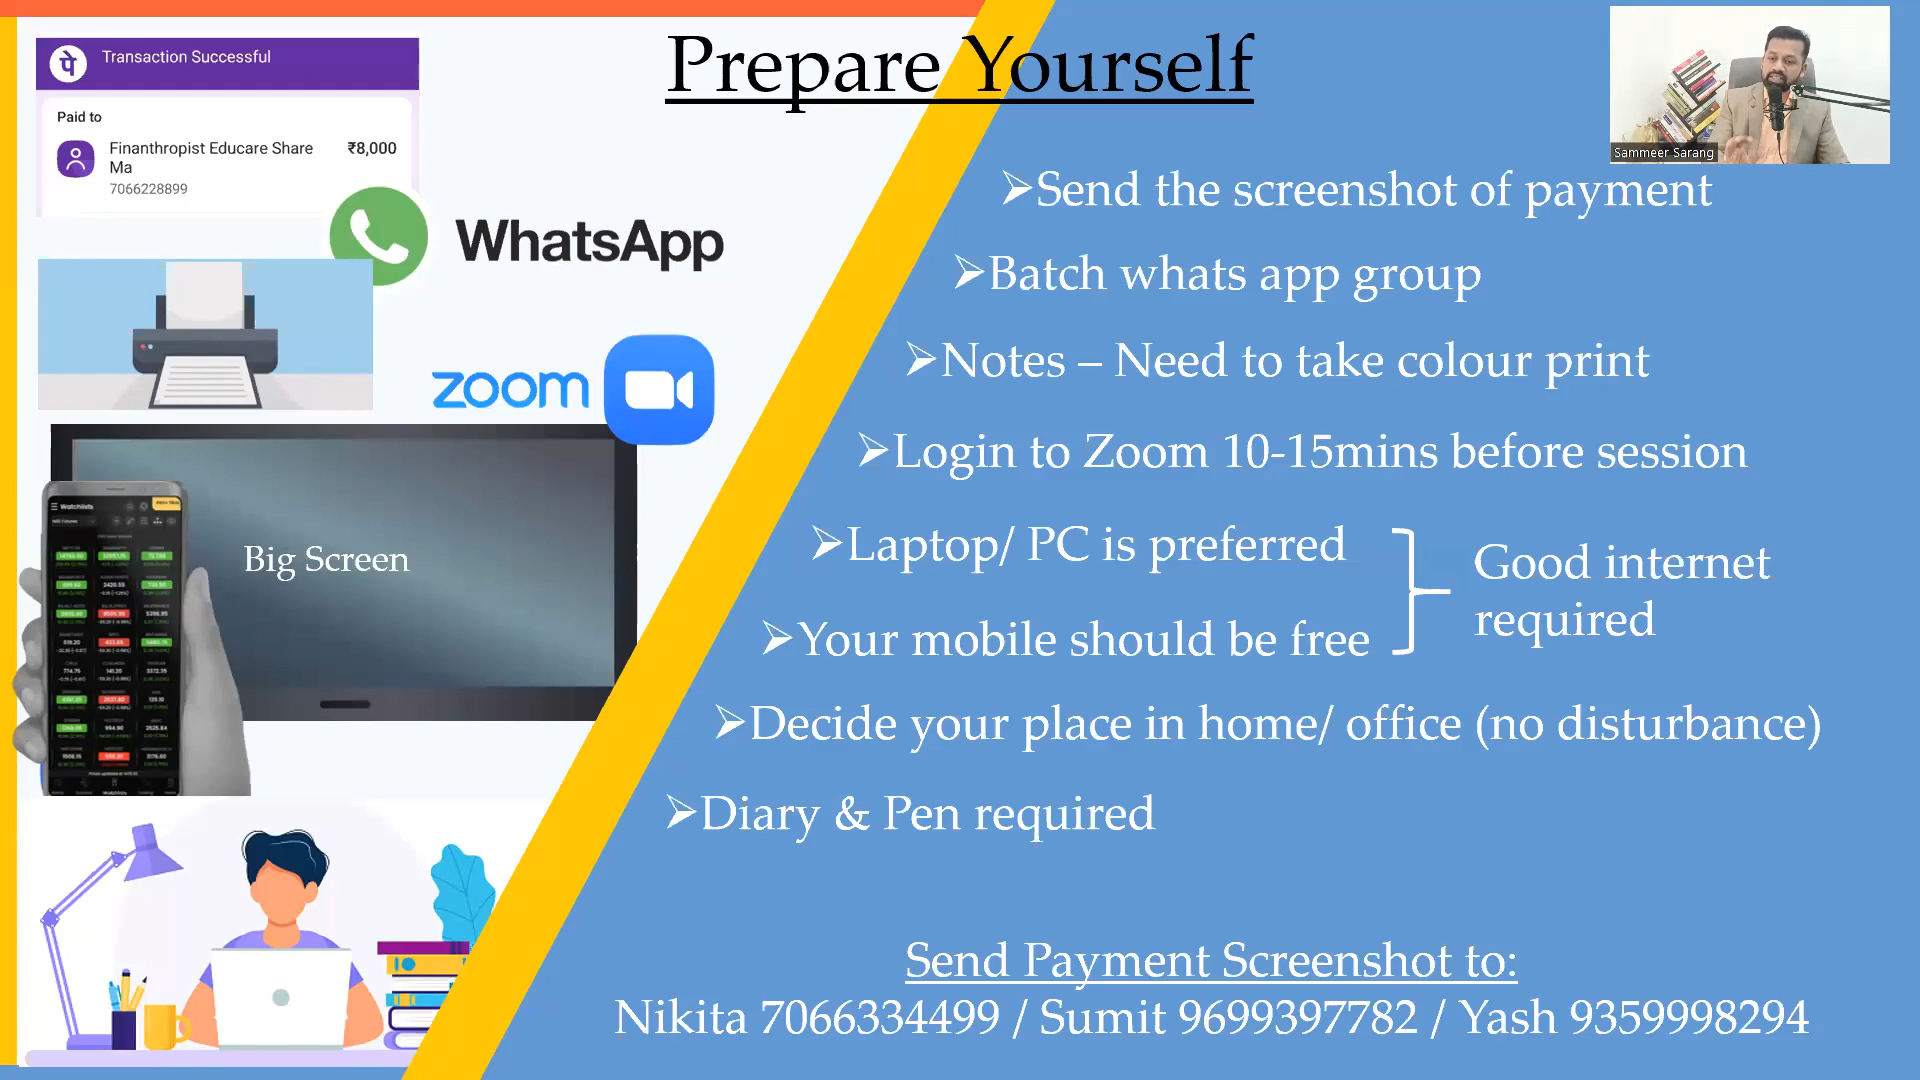 Prepare Yourself
पे
Transaction Successful
Paid to
Finanthropist Educare Share
Ma
₹8,000
7066228899
WhatsApp
zoom
Watchlists
Big Screen
Sammeer Sarang
➢Send the screenshot of payment
➢Batch whats app group
➢Notes – Need to take colour print
➢Login to Zoom 10-15mins before session
➢Laptop/ PC is preferred
➢Your mobile should be free
Good internet
required
➢Decide your place in home/ office (no disturbance)
➢Diary & Pen required
Send Payment Screenshot to:
Nikita 7066334499 / Sumit 9699397782 / Yash 9359998294